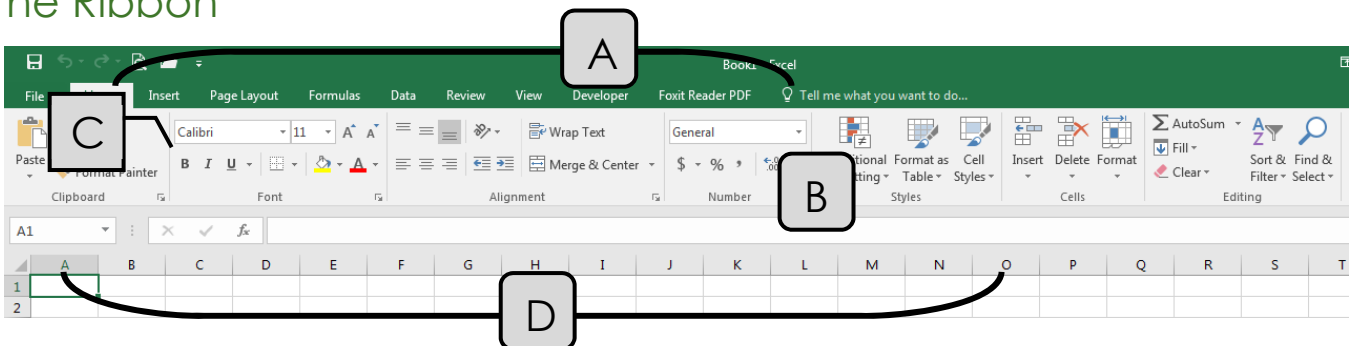 he Ribbon
A
Book1 - Excel
File Insert Page Layout Formulas Data Review View Developer Foxit Reader PDF Tell me what you want to do...
C
Calibri 11 A A Wrap Text General AutoSum
Fill
Paste Format Painter B I U A Merge & Center $ % , Format as Cell Insert Delete Format Clear Sort & Find &
Table Styles Filter Select
B
Clipboard Font Alignment Number Styles Cells Editing
A1 fx
A B C D E F G H I J K L M N O P Q R S T
1
2
D